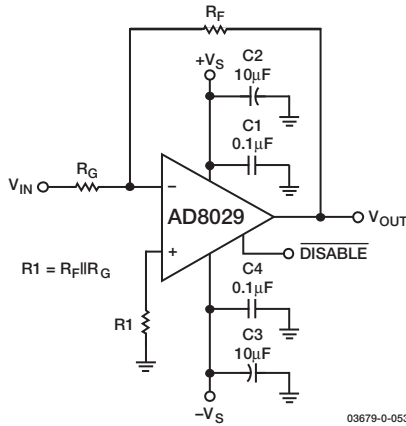 RF
+VS
C2
10µF
C1
0.1µF
RG
VIN
–
AD8029
VOUT
+
DISABLE
R1 = RF||RG
C4
0.1µF
R1
C3
10µF
–VS
03679-0-053